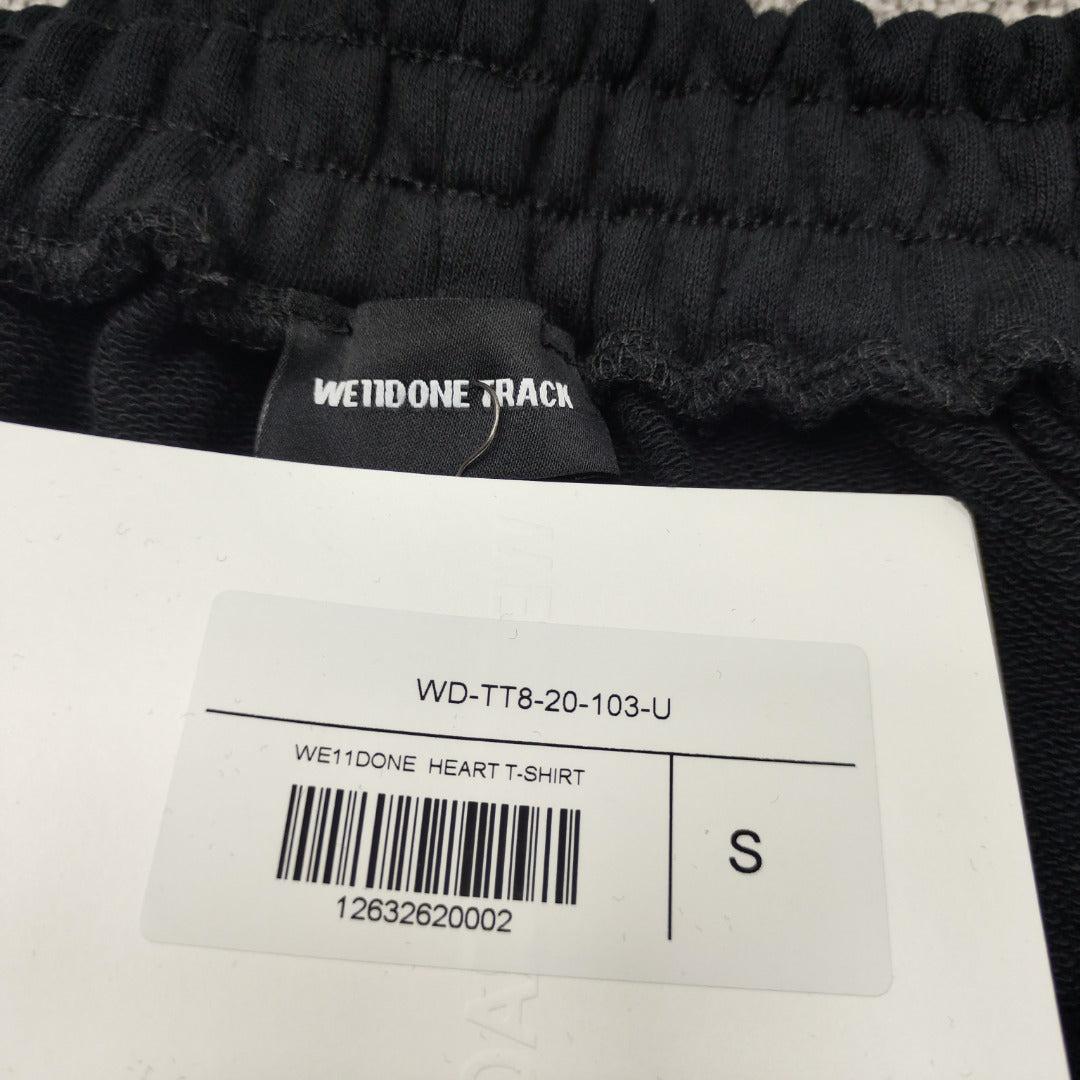 WE11DONE TRACK
WD-TT8-20-103-U
WE11DONE HEART T-SHIRT
S
12632620002